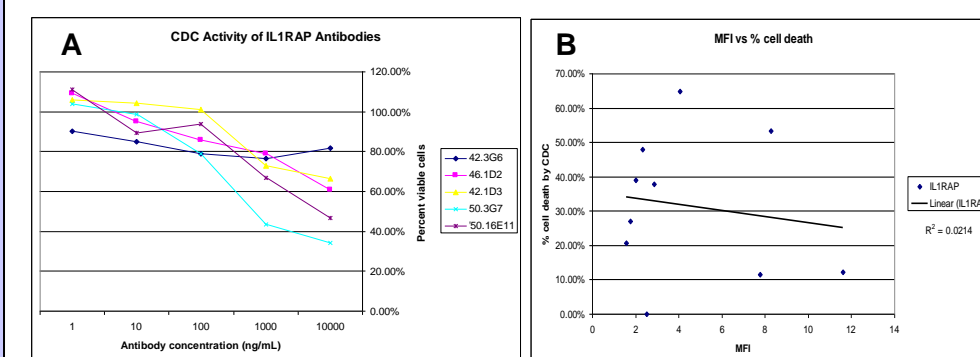 A
CDC Activity of IL1RAP Antibodies
120.00%
100.00%
80.00%
60.00%
40.00%
20.00%
0.00%
Percent viable cells
1 10 100 1000 10000
Antibody concentration (ng/mL)
42.3G6
46.1D2
42.1D3
50.3G7
'50.16E11
B
MFI vs % cell death
70.00%
60.00%
50.00%
40.00%
30.00%
20.00%
10.00%
0.00%
% cell death by CDC
0 2 4 6 8 10 12 14
MFI
IL1RAP
Linear (IL1RA
R² = 0.0214